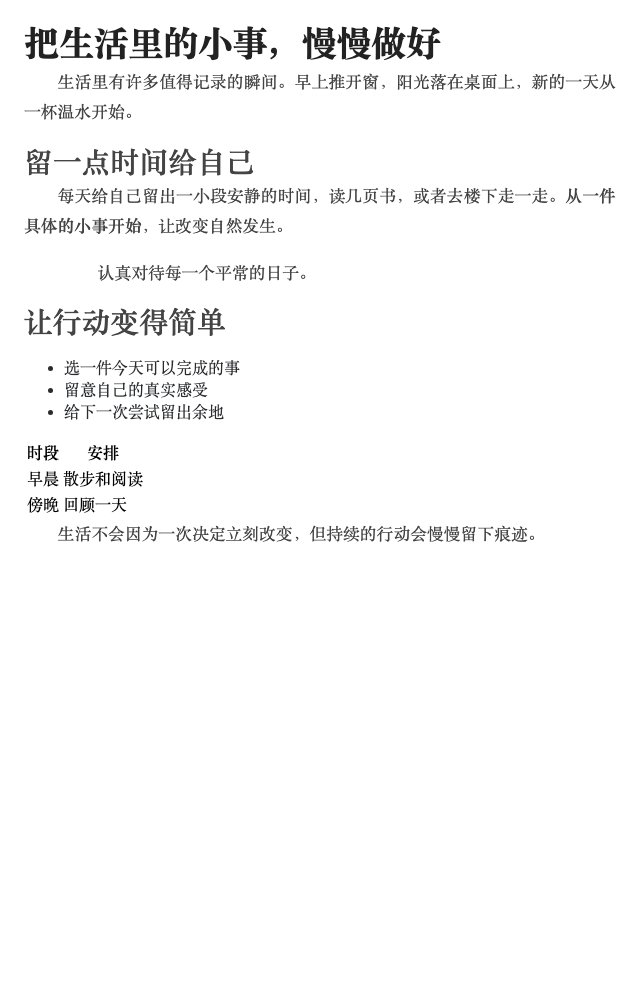 把生活里的小事，慢慢做好
生活里有许多值得记录的瞬间。早上推开窗，阳光落在桌面上，新的一天从
一杯温水开始。
留一点时间给自己
每天给自己留出一小段安静的时间，读几页书，或者去楼下走一走。从一件
具体的小事开始，让改变自然发生。
认真对待每一个平常的日子。
让行动变得简单
• 选一件今天可以完成的事
• 留意自己的真实感受
• 给下一次尝试留出余地
时段 安排
早晨 散步和阅读
傍晚 回顾一天
生活不会因为一次决定立刻改变，但持续的行动会慢慢留下痕迹。